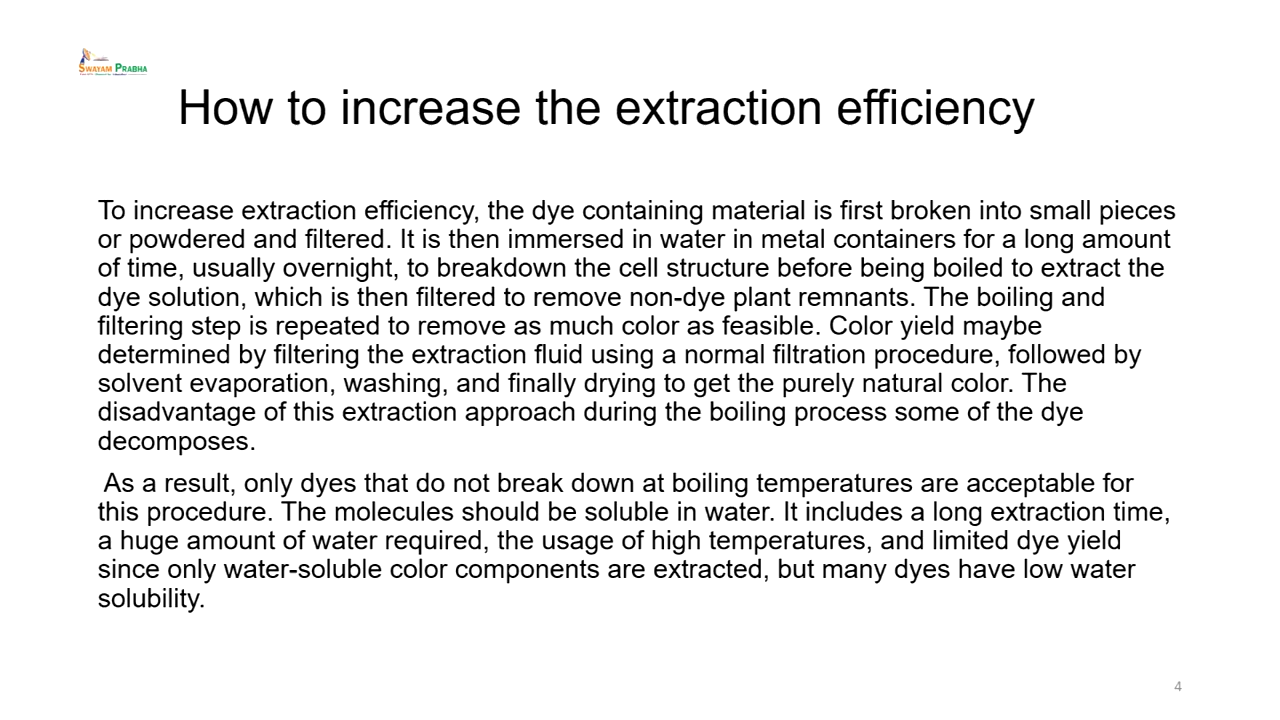 SWAYAM PRABHA
How to increase the extraction efficiency
To increase extraction efficiency, the dye containing material is first broken into small pieces
or powdered and filtered. It is then immersed in water in metal containers for a long amount
of time, usually overnight, to breakdown the cell structure before being boiled to extract the
dye solution, which is then filtered to remove non-dye plant remnants. The boiling and
filtering step is repeated to remove as much color as feasible. Color yield maybe
determined by filtering the extraction fluid using a normal filtration procedure, followed by
solvent evaporation, washing, and finally drying to get the purely natural color. The
disadvantage of this extraction approach during the boiling process some of the dye
decomposes.
As a result, only dyes that do not break down at boiling temperatures are acceptable for
this procedure. The molecules should be soluble in water. It includes a long extraction time,
a huge amount of water required, the usage of high temperatures, and limited dye yield
since only water-soluble color components are extracted, but many dyes have low water
solubility.
4